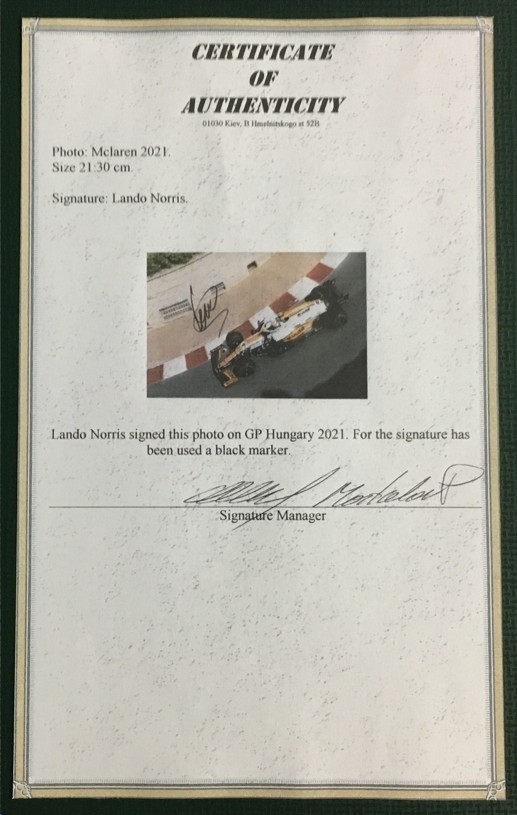 CERTIFICATE
OF
AUTHENTICITY
01030 Kiev, B Hmelnitskogo st 52B
Photo: Mclaren 2021.
Size 21:30 cm.
Signature: Lando Norris.
Lando Norris signed this photo on GP Hungary 2021. For the signature has
been used a black marker.
Signature Manager